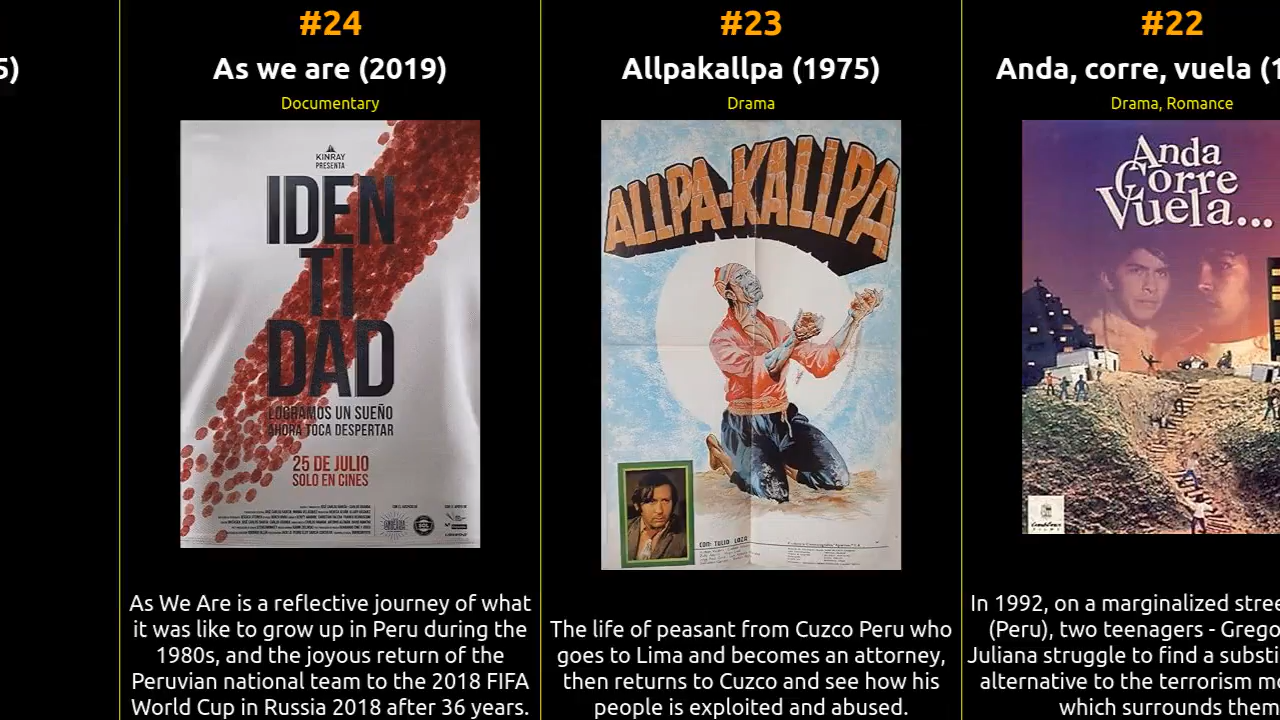 5)
#24
As we are (2019)
Documentary
KINRAY
PRESENTA
IDEN
TI
DAD
LOGRAMOS UN SUEÑO
AHORA TOCA DESPERTAR
25 DE JULIO
SOLO EN CINES
As We Are is a reflective journey of what
it was like to grow up in Peru during the
1980s, and the joyous return of the
Peruvian national team to the 2018 FIFA
World Cup in Russia 2018 after 36 years.
#23
Allpakallpa (1975)
Drama
ALLPA-KALLPA
CON: TULIO LOZA
The life of peasant from Cuzco Peru who
goes to Lima and becomes an attorney,
then returns to Cuzco and see how his
people is exploited and abused.
#22
Anda, corre, vuela (1
Drama, Romance
Anda
Corre
Vuela...
In 1992, on a marginalized stree
(Peru), two teenagers - Grego
Juliana struggle to find a substi
alternative to the terrorism mo
which surrounds them